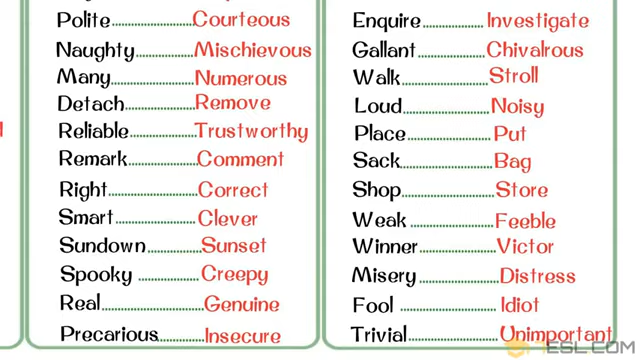 Polite Courteous
Naughty Mischievous
Many Numerous
Detach Remove
Reliable Trustworthy
Remark Comment
Right Correct
Smart Clever
Sundown Sunset
Spooky Creepy
Real Genuine
Precarious Insecure
Enquire Investigate
Gallant Chivalrous
Walk Stroll
Loud Noisy
Place Put
Sack Bag
Shop Store
Weak Feeble
Winner Victor
Misery Distress
Fool Idiot
Trivial Unimportant
ESL.COM